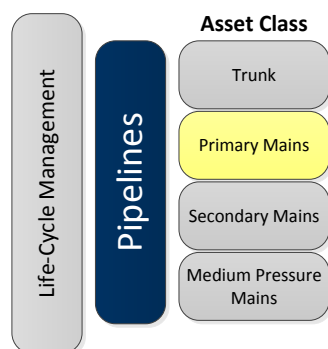 Asset Class
Life-Cycle Management
Pipelines
Trunk
Primary Mains
Secondary Mains
Medium Pressure
Mains